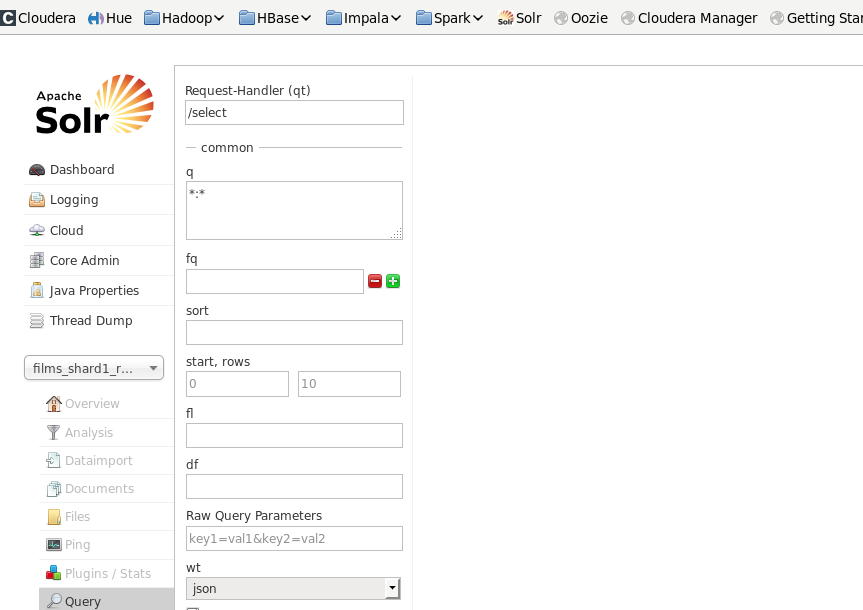 Cloudera Hue Hadoop HBase Impala Spark Solr Oozie Cloudera Manager Getting Star
Apache
Solr
Dashboard
Logging
Cloud
Core Admin
Java Properties
Thread Dump
films_shard1_r...
Overview
Analysis
Dataimport
Documents
Files
Ping
Plugins / Stats
Query
Request-Handler (qt)
/select
common
q
*:*
fq
sort
start, rows
0 10
fl
df
Raw Query Parameters
key1=val1&key2=val2
wt
json